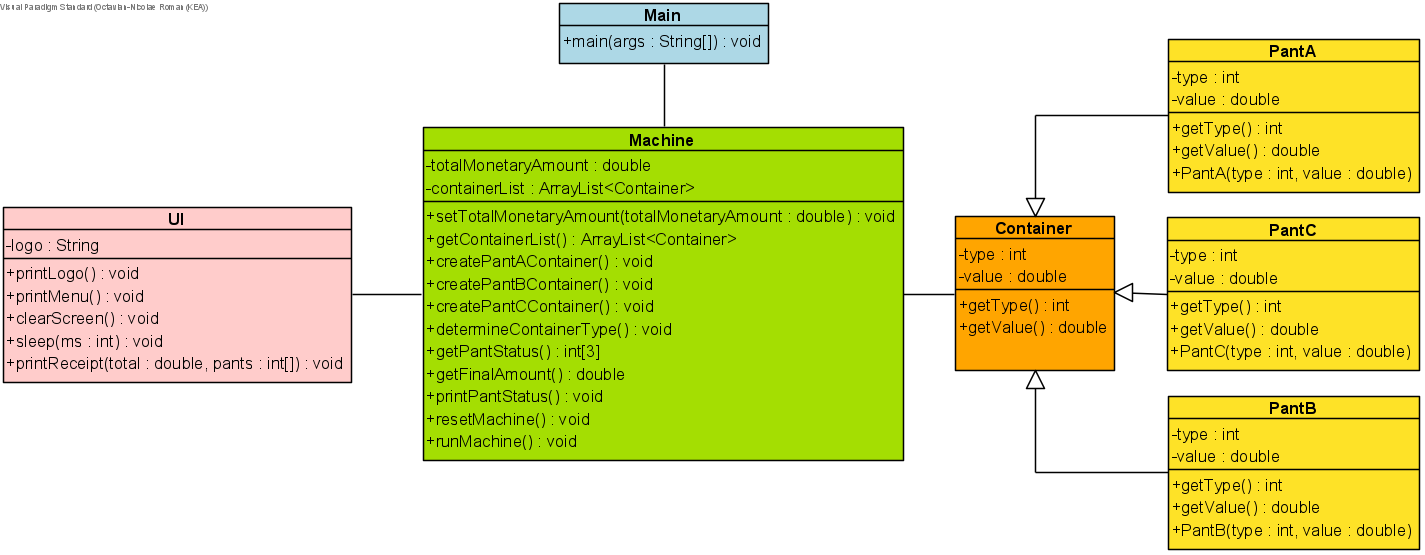 Visual Paradigm Standard (Octavian-Nicolae Roman (KEA))
Main
+main(args : String[]) : void
Machine
-totalMonetaryAmount : double
-containerList : ArrayList<Container>
+setTotalMonetaryAmount(totalMonetaryAmount : double) : void
+getContainerList() : ArrayList<Container>
+createPantAContainer() : void
+createPantBContainer() : void
+createPantCContainer() : void
+determineContainerType() : void
+getPantStatus() : int[3]
+getFinalAmount() : double
+printPantStatus() : void
+resetMachine() : void
+runMachine() : void
UI
-logo : String
+printLogo() : void
+printMenu() : void
+clearScreen() : void
+sleep(ms : int) : void
+printReceipt(total : double, pants : int[]) : void
Container
-type : int
-value : double
+getType() : int
+getValue() : double
PantA
-type : int
-value : double
+getType() : int
+getValue() : double
+PantA(type : int, value : double)
PantC
-type : int
-value : double
+getType() : int
+getValue() : double
+PantC(type : int, value : double)
PantB
-type : int
-value : double
+getType() : int
+getValue() : double
+PantB(type : int, value : double)